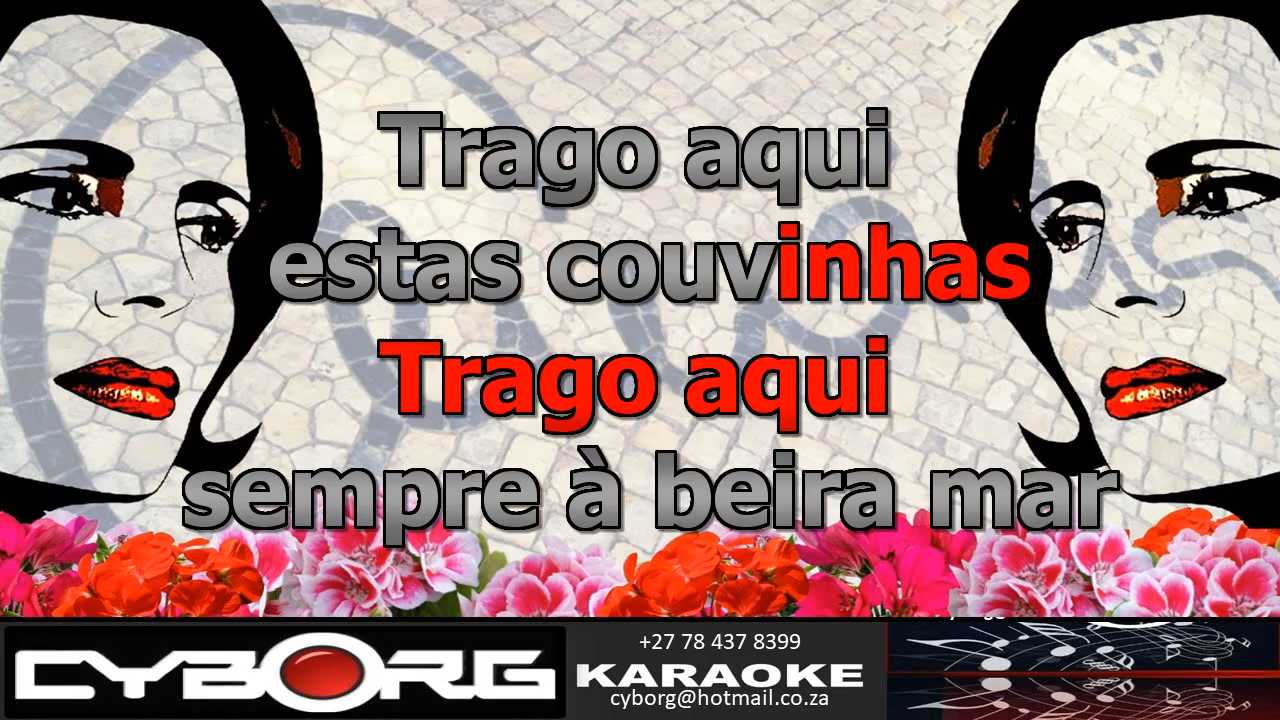 Trago aqui
estas couvinhas
Trago aqui
sempre à beira mar
CYBORG
+27 78 437 8399
KARAOKE
cyborg@hotmail.co.za